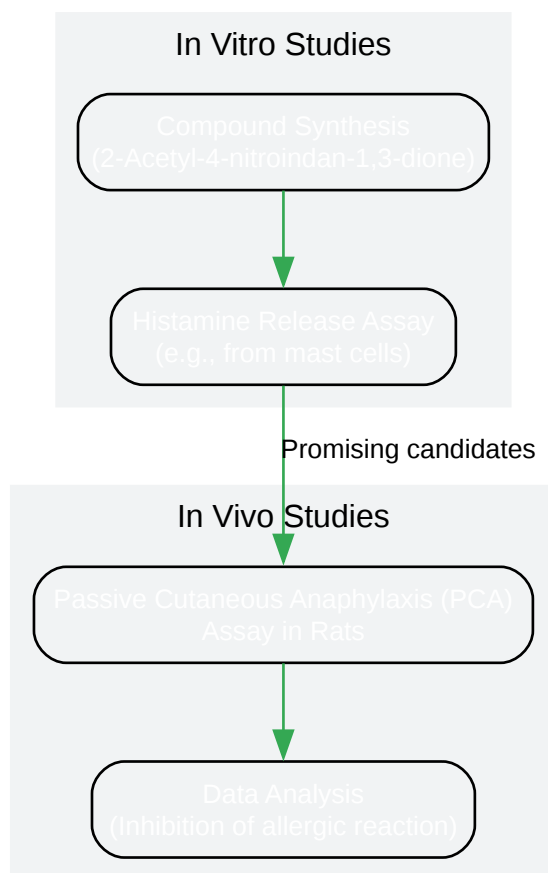 In Vitro Studies
Compound Synthesis
(2-Acetyl-4-nitroindan-1,3-dione)
Histamine Release Assay
(e.g., from mast cells)
Promising candidates
In Vivo Studies
Passive Cutaneous Anaphylaxis (PCA)
Assay in Rats
Data Analysis
(Inhibition of allergic reaction)